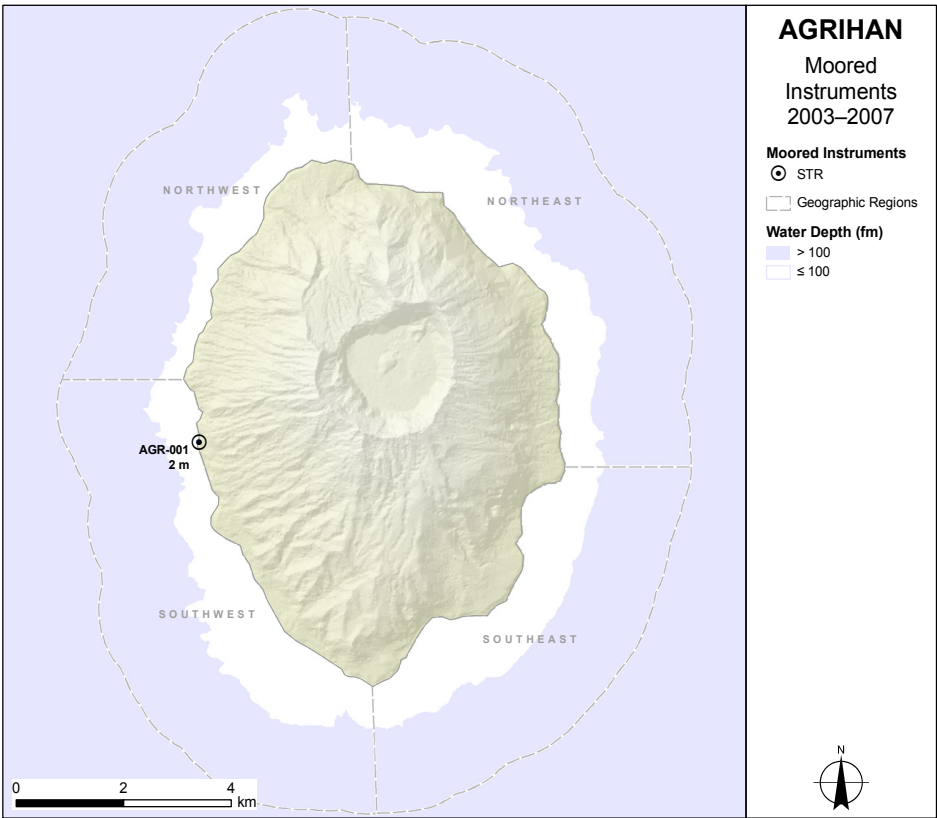 AGRIHAN
Moored
Instruments
2003–2007
Moored Instruments
STR
Geographic Regions
Water Depth (fm)
> 100
≤ 100
NORTHWEST
NORTHEAST
AGR-001
2 m
SOUTHWEST
SOUTHEAST
0 2 4
km
N